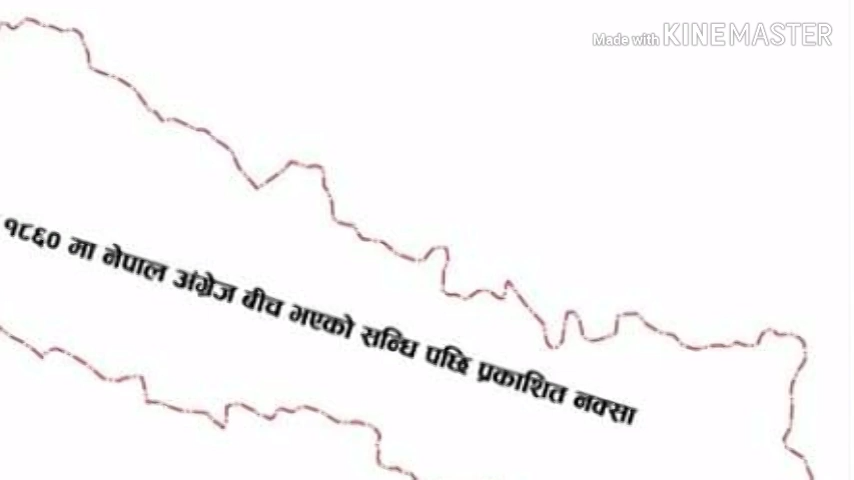 Made with KINEMASTER
१८६० मा नेपाल अंग्रेज बीच भएको सन्धि पछि प्रकाशित नक्सा